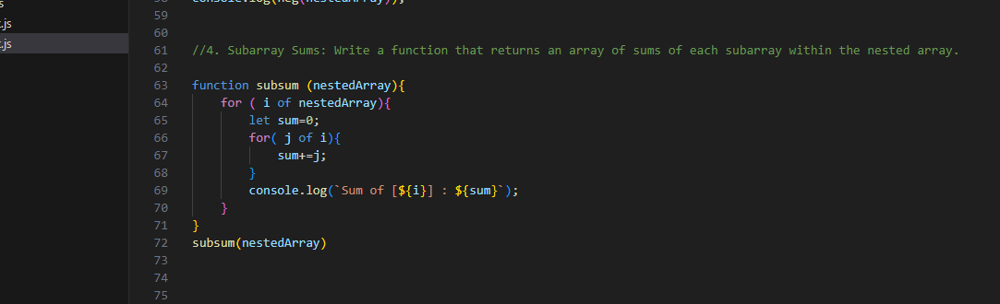 .js
.js
59
60
61 //4. Subarray Sums: Write a function that returns an array of sums of each subarray within the nested array.
62
63 function subsum (nestedArray){
64 for ( i of nestedArray){
65 let sum=0;
66 for( j of i){
67 sum+=j;
68 }
69 console.log(`Sum of [${i}] : ${sum}`);
70 }
71 }
72 subsum(nestedArray)
73
74
75